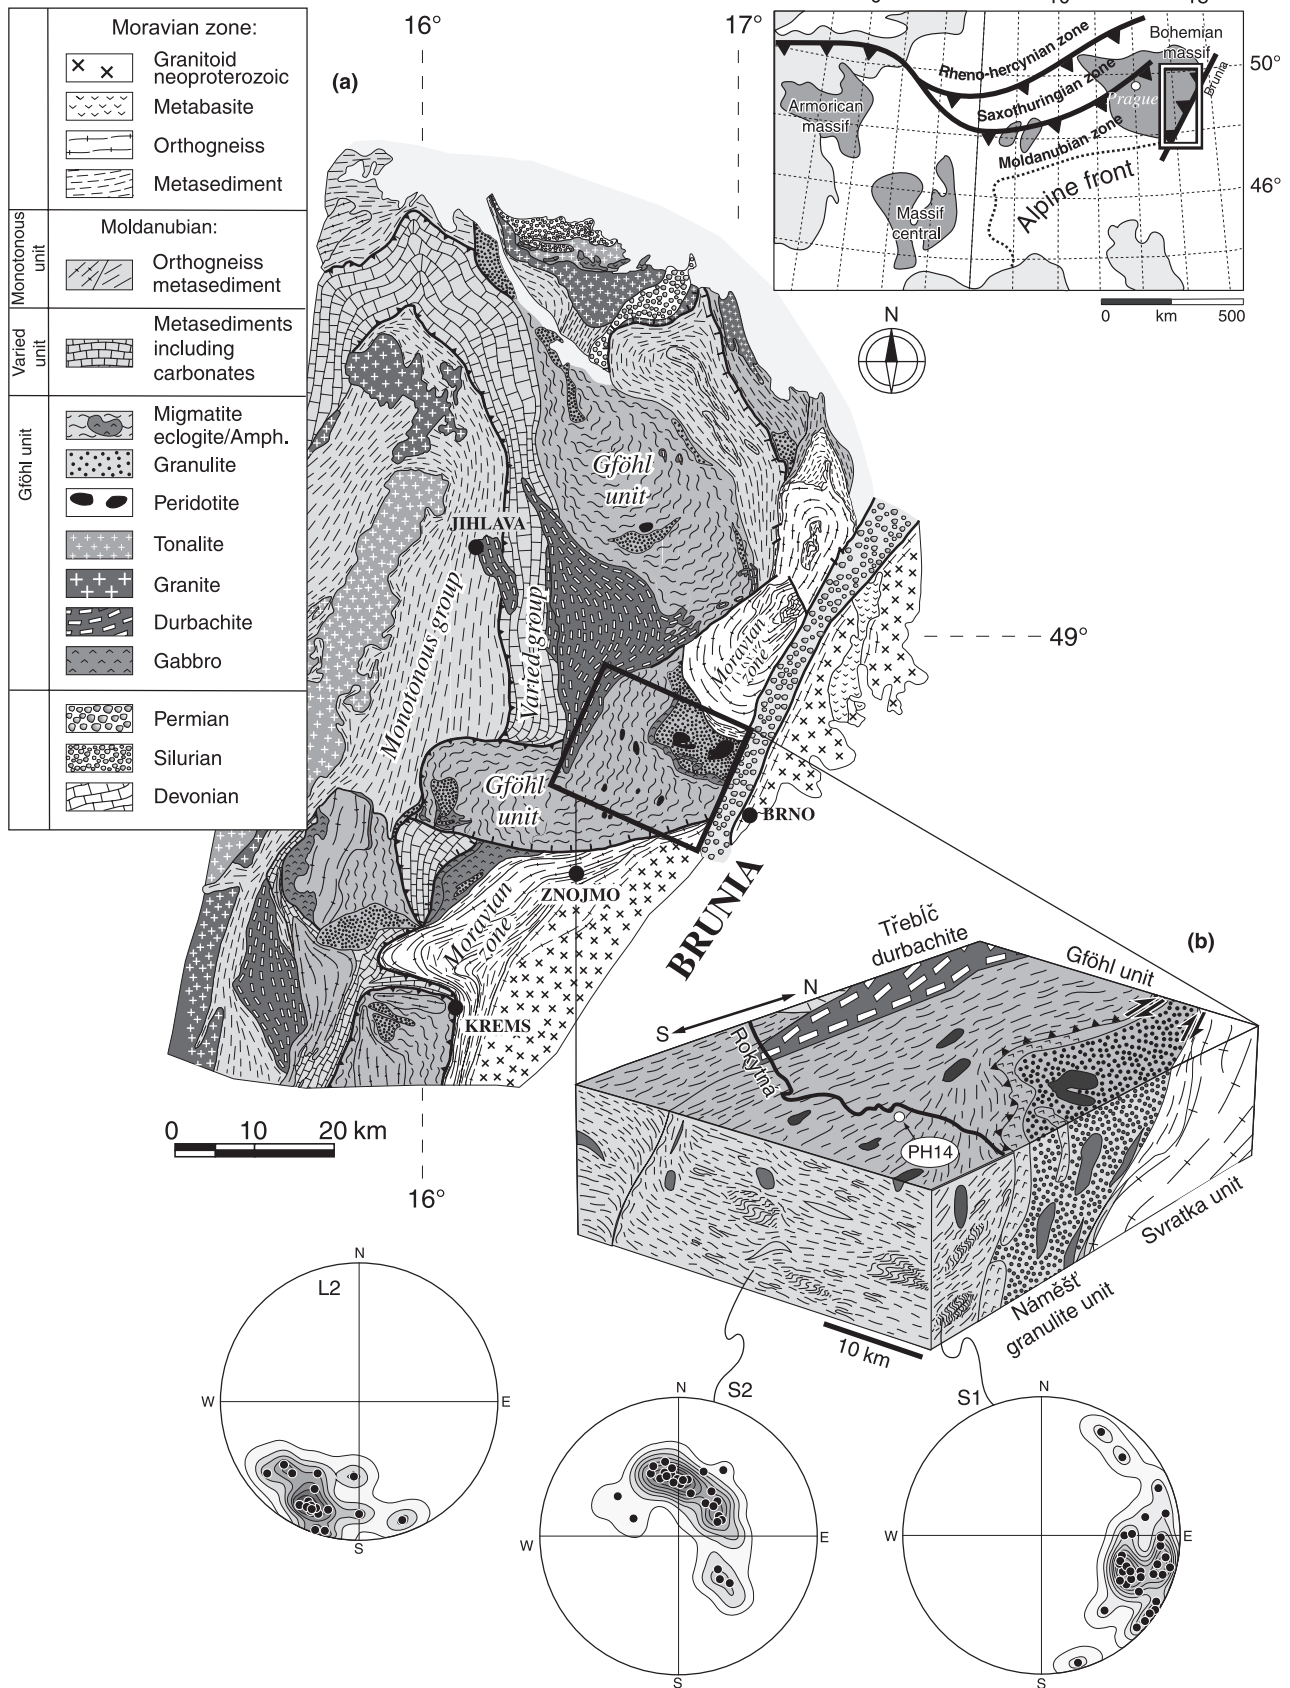 Moravian zone:
Granitoid
neoproterozoic
Metabasite
Orthogneiss
Metasediment
Monotonous
unit
Moldanubian:
Orthogneiss
metasediment
Varied
unit
Metasediments
including
carbonates
Gföhl unit
Migmatite
eclogite/Amph.
Granulite
Peridotite
Tonalite
Granite
Durbachite
Gabbro
Permian
Silurian
Devonian
(a)
16°
17°
Rheno-hercynian zone
Saxothuringian zone
Moldanubian zone
Bohemian
massif
Prague
Brunia
Armorican
massif
Massif
central
Alpine front
50°
46°
0 km 500
N
Gföhl
unit
JIHLAVA
Monotonous group
Varied group
Moravian
zone
49°
Gföhl
unit
BRNO
ZNOJMO
BRUNIA
Moravian
zone
KREMS
0 10 20 km
16°
(b)
Třebíč
durbachite
Gföhl unit
N
S
Rokytná
PH14
Svratka unit
Náměšť
granulite unit
10 km
L2
N
W
E
S
S2
N
W
E
S
S1
N
W
E
S